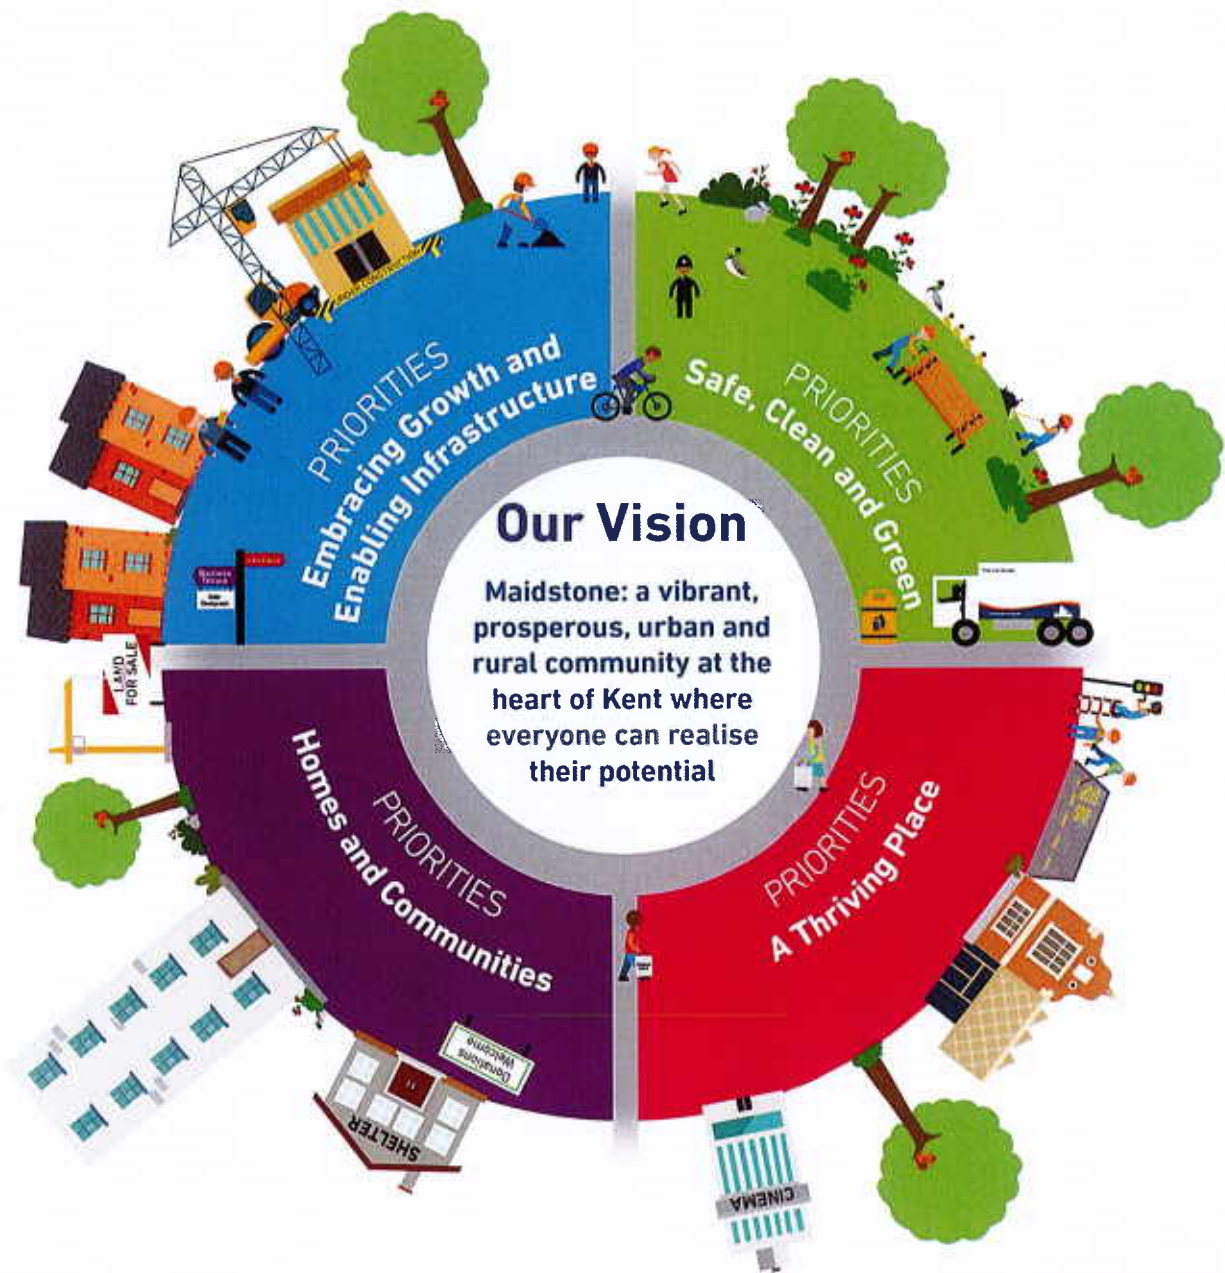 Our Vision
Maidstone: a vibrant,
prosperous, urban and
rural community at the
heart of Kent where
everyone can realise
their potential
PRIORITIES
Embracing Growth and
Enabling Infrastructure
PRIORITIES
Safe, Clean and Green
PRIORITIES
A Thriving Place
PRIORITIES
Homes and Communities
UNDER CONSTRUCTION
LAND
FOR SALE
Donations
Welcome
SHELTER
CINEMA